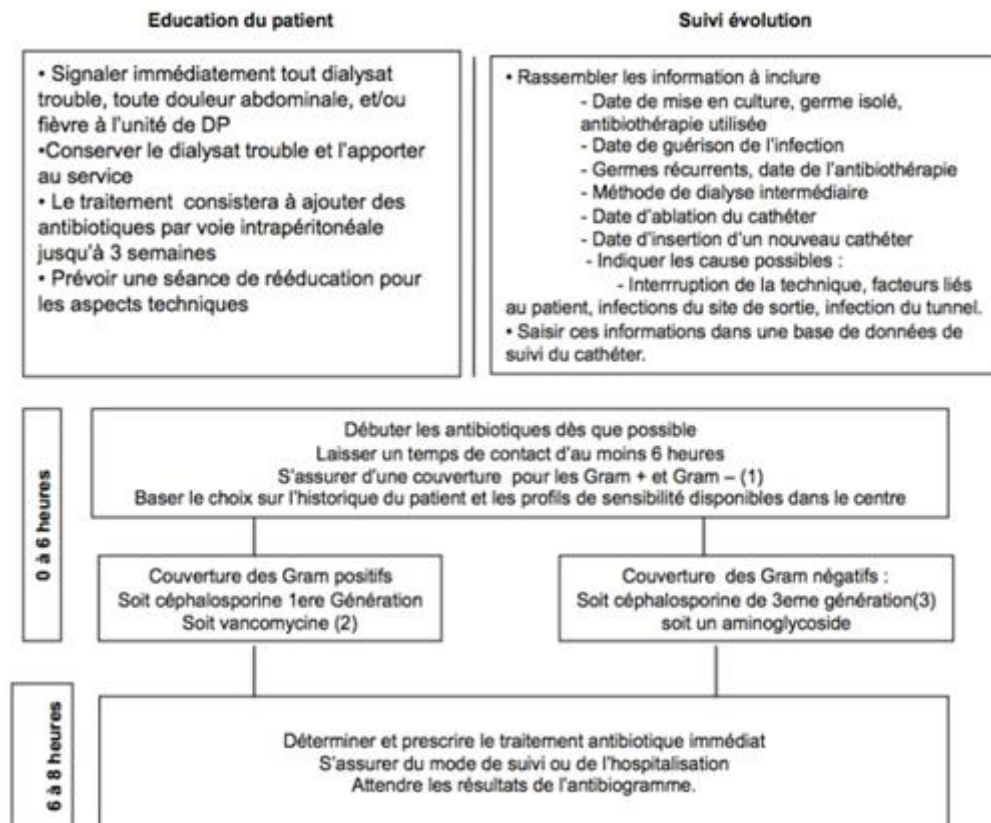 Education du patient
• Signaler immédiatement tout dialysat
trouble, toute douleur abdominale, et/ou
fièvre à l'unité de DP
•Conserver le dialysat trouble et l'apporter
au service
• Le traitement consistera à ajouter des
antibiotiques par voie intrapéritonéale
jusqu'à 3 semaines
• Prévoir une séance de rééducation pour
les aspects techniques
Suivi évolution
• Rassembler les information à inclure
- Date de mise en culture, germe isolé,
antibiothérapie utilisée
- Date de guérison de l'infection
- Germes récurrents, date de l'antibiothérapie
- Méthode de dialyse intermédiaire
- Date d'ablation du cathéter
- Date d'insertion d'un nouveau cathéter
- Indiquer les cause possibles :
- Interrruption de la technique, facteurs liés
au patient, infections du site de sortie, infection du tunnel.
• Saisir ces informations dans une base de données de
suivi du cathéter.
0 à 6 heures
Débuter les antibiotiques dès que possible
Laisser un temps de contact d'au moins 6 heures
S'assurer d'une couverture pour les Gram + et Gram – (1)
Baser le choix sur l'historique du patient et les profils de sensibilité disponibles dans le centre
Couverture des Gram positifs
Soit céphalosporine 1ere Génération
Soit vancomycine (2)
Couverture des Gram négatifs :
Soit céphalosporine de 3eme génération(3)
soit un aminoglycoside
6 à 8 heures
Déterminer et prescrire le traitement antibiotique immédiat
S'assurer du mode de suivi ou de l'hospitalisation
Attendre les résultats de l'antibiogramme.